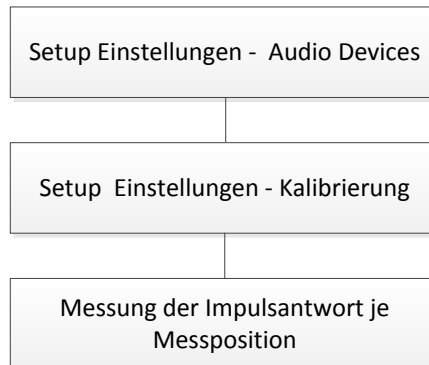 Setup Einstellungen - Audio Devices
Setup Einstellungen - Kalibrierung
Messung der Impulsantwort je
Messposition